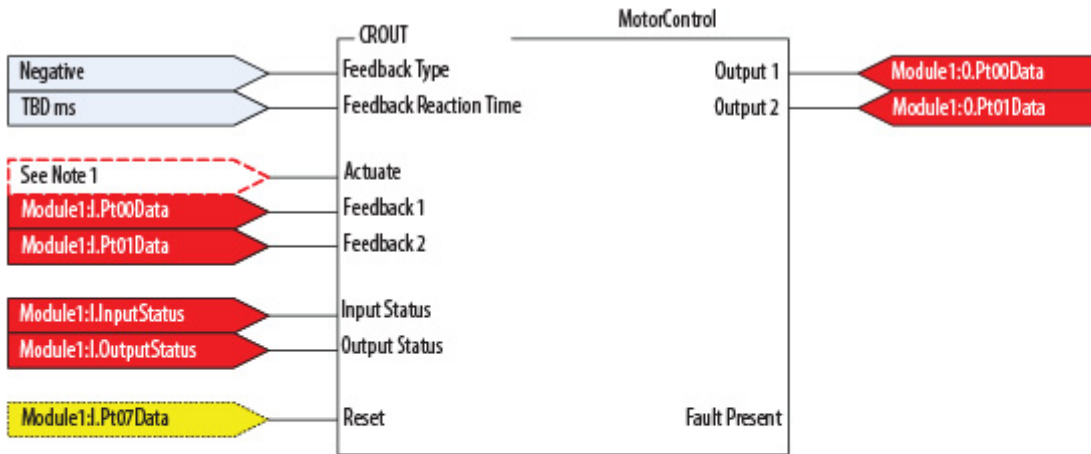 MotorControl
CROUT
Negative
Feedback Type
Output 1
Module1:O.Pt00Data
TBD ms
Feedback Reaction Time
Output 2
Module1:O.Pt01Data
See Note 1
Actuate
Module1:I.Pt00Data
Feedback 1
Module1:I.Pt01Data
Feedback 2
Module1:I.InputStatus
Input Status
Module1:I.OutputStatus
Output Status
Module1:I.Pt07Data
Reset
Fault Present